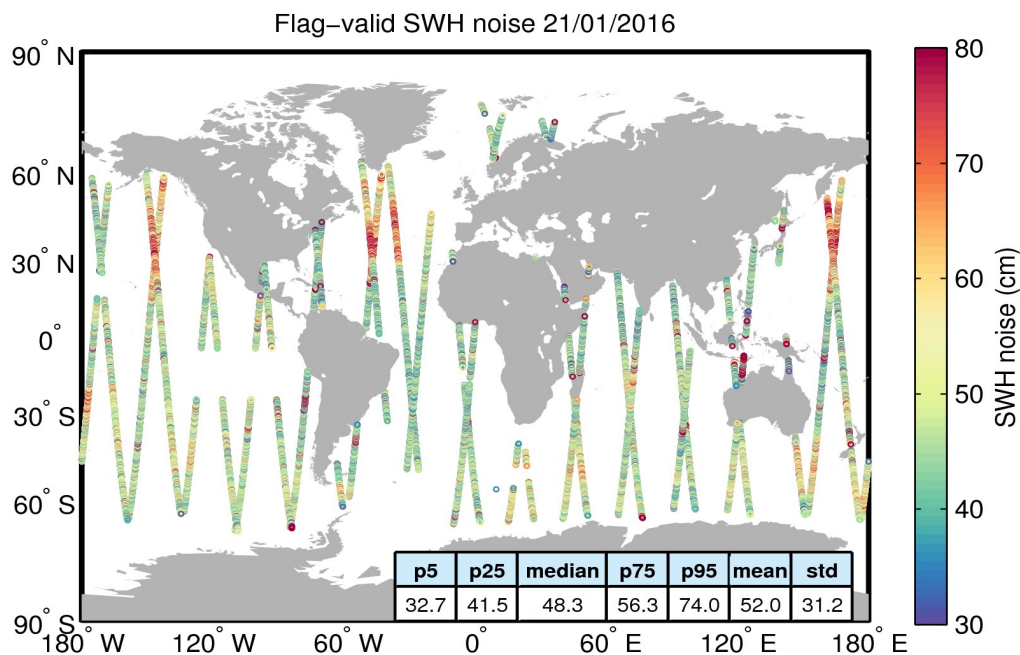 Flag−valid SWH noise 21/01/2016
90° N
60° N
30° N
0°
30° S
60° S
90° S
180° W
120° W
60° W
0°
60° E
120° E
180° E
p5 p25 median p75 p95 mean std
32.7 41.5 48.3 56.3 74.0 52.0 31.2
80
70
60
50
40
30
SWH noise (cm)